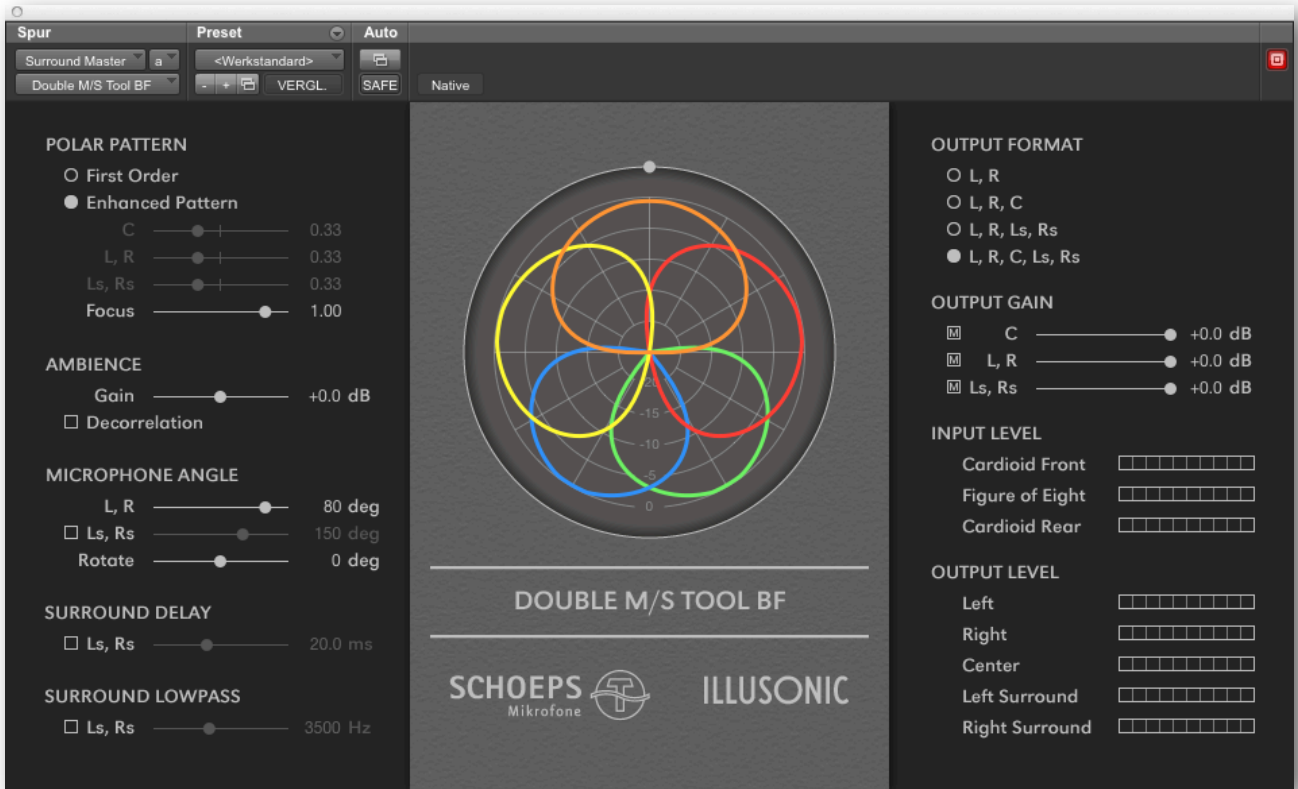 Spur Preset Auto
Surround Master a <Werkstandard>
Double M/S Tool BF - + VERGL. SAFE Native
POLAR PATTERN
First Order
Enhanced Pattern
C 0.33
L, R 0.33
Ls, Rs 0.33
Focus 1.00
AMBIENCE
Gain +0.0 dB
Decorrelation
MICROPHONE ANGLE
L, R 80 deg
Ls, Rs 150 deg
Rotate 0 deg
SURROUND DELAY
Ls, Rs 20.0 ms
SURROUND LOWPASS
Ls, Rs 3500 Hz
-20
-15
-10
-5
0
DOUBLE M/S TOOL BF
SCHOEPS ILLUSONIC
Mikrofone
OUTPUT FORMAT
L, R
L, R, C
L, R, Ls, Rs
L, R, C, Ls, Rs
OUTPUT GAIN
M C +0.0 dB
M L, R +0.0 dB
M Ls, Rs +0.0 dB
INPUT LEVEL
Cardioid Front
Figure of Eight
Cardioid Rear
OUTPUT LEVEL
Left
Right
Center
Left Surround
Right Surround